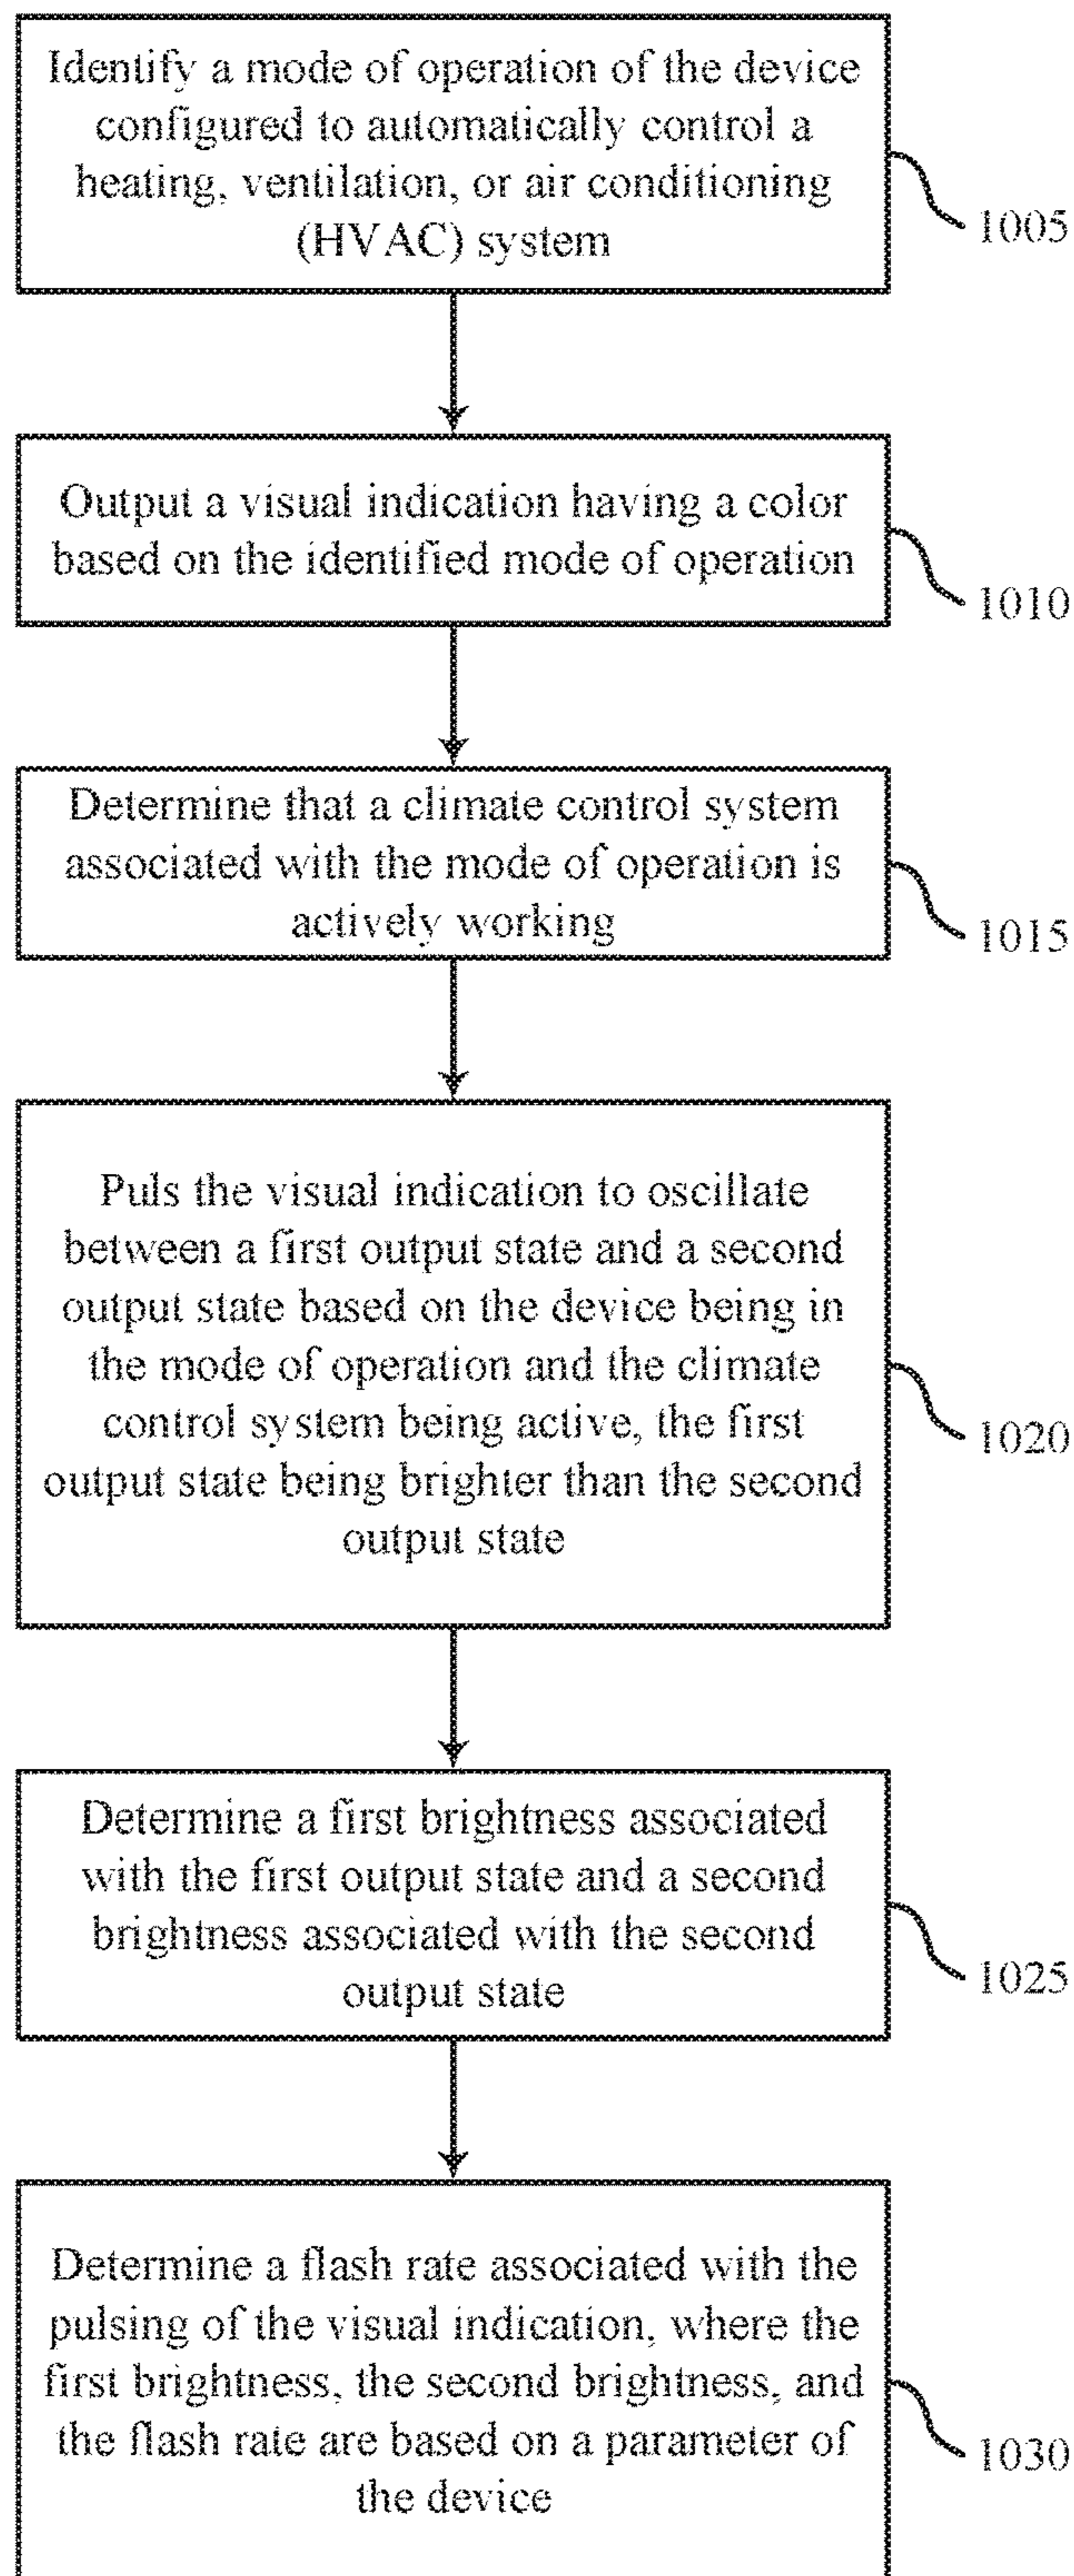 Identify a mode of operation of the device
configured to automatically control a
heating, ventilation, or air conditioning
(HVAC) system
1005
Output a visual indication having a color
based on the identified mode of operation
1010
Determine that a climate control system
associated with the mode of operation is
actively working
1015
Puls the visual indication to oscillate
between a first output state and a second
output state based on the device being in
the mode of operation and the climate
control system being active, the first
output state being brighter than the second
output state
1020
Determine a first brightness associated
with the first output state and a second
brightness associated with the second
output state
1025
Determine a flash rate associated with the
pulsing of the visual indication, where the
first brightness, the second brightness, and
the flash rate are based on a parameter of
the device
1030